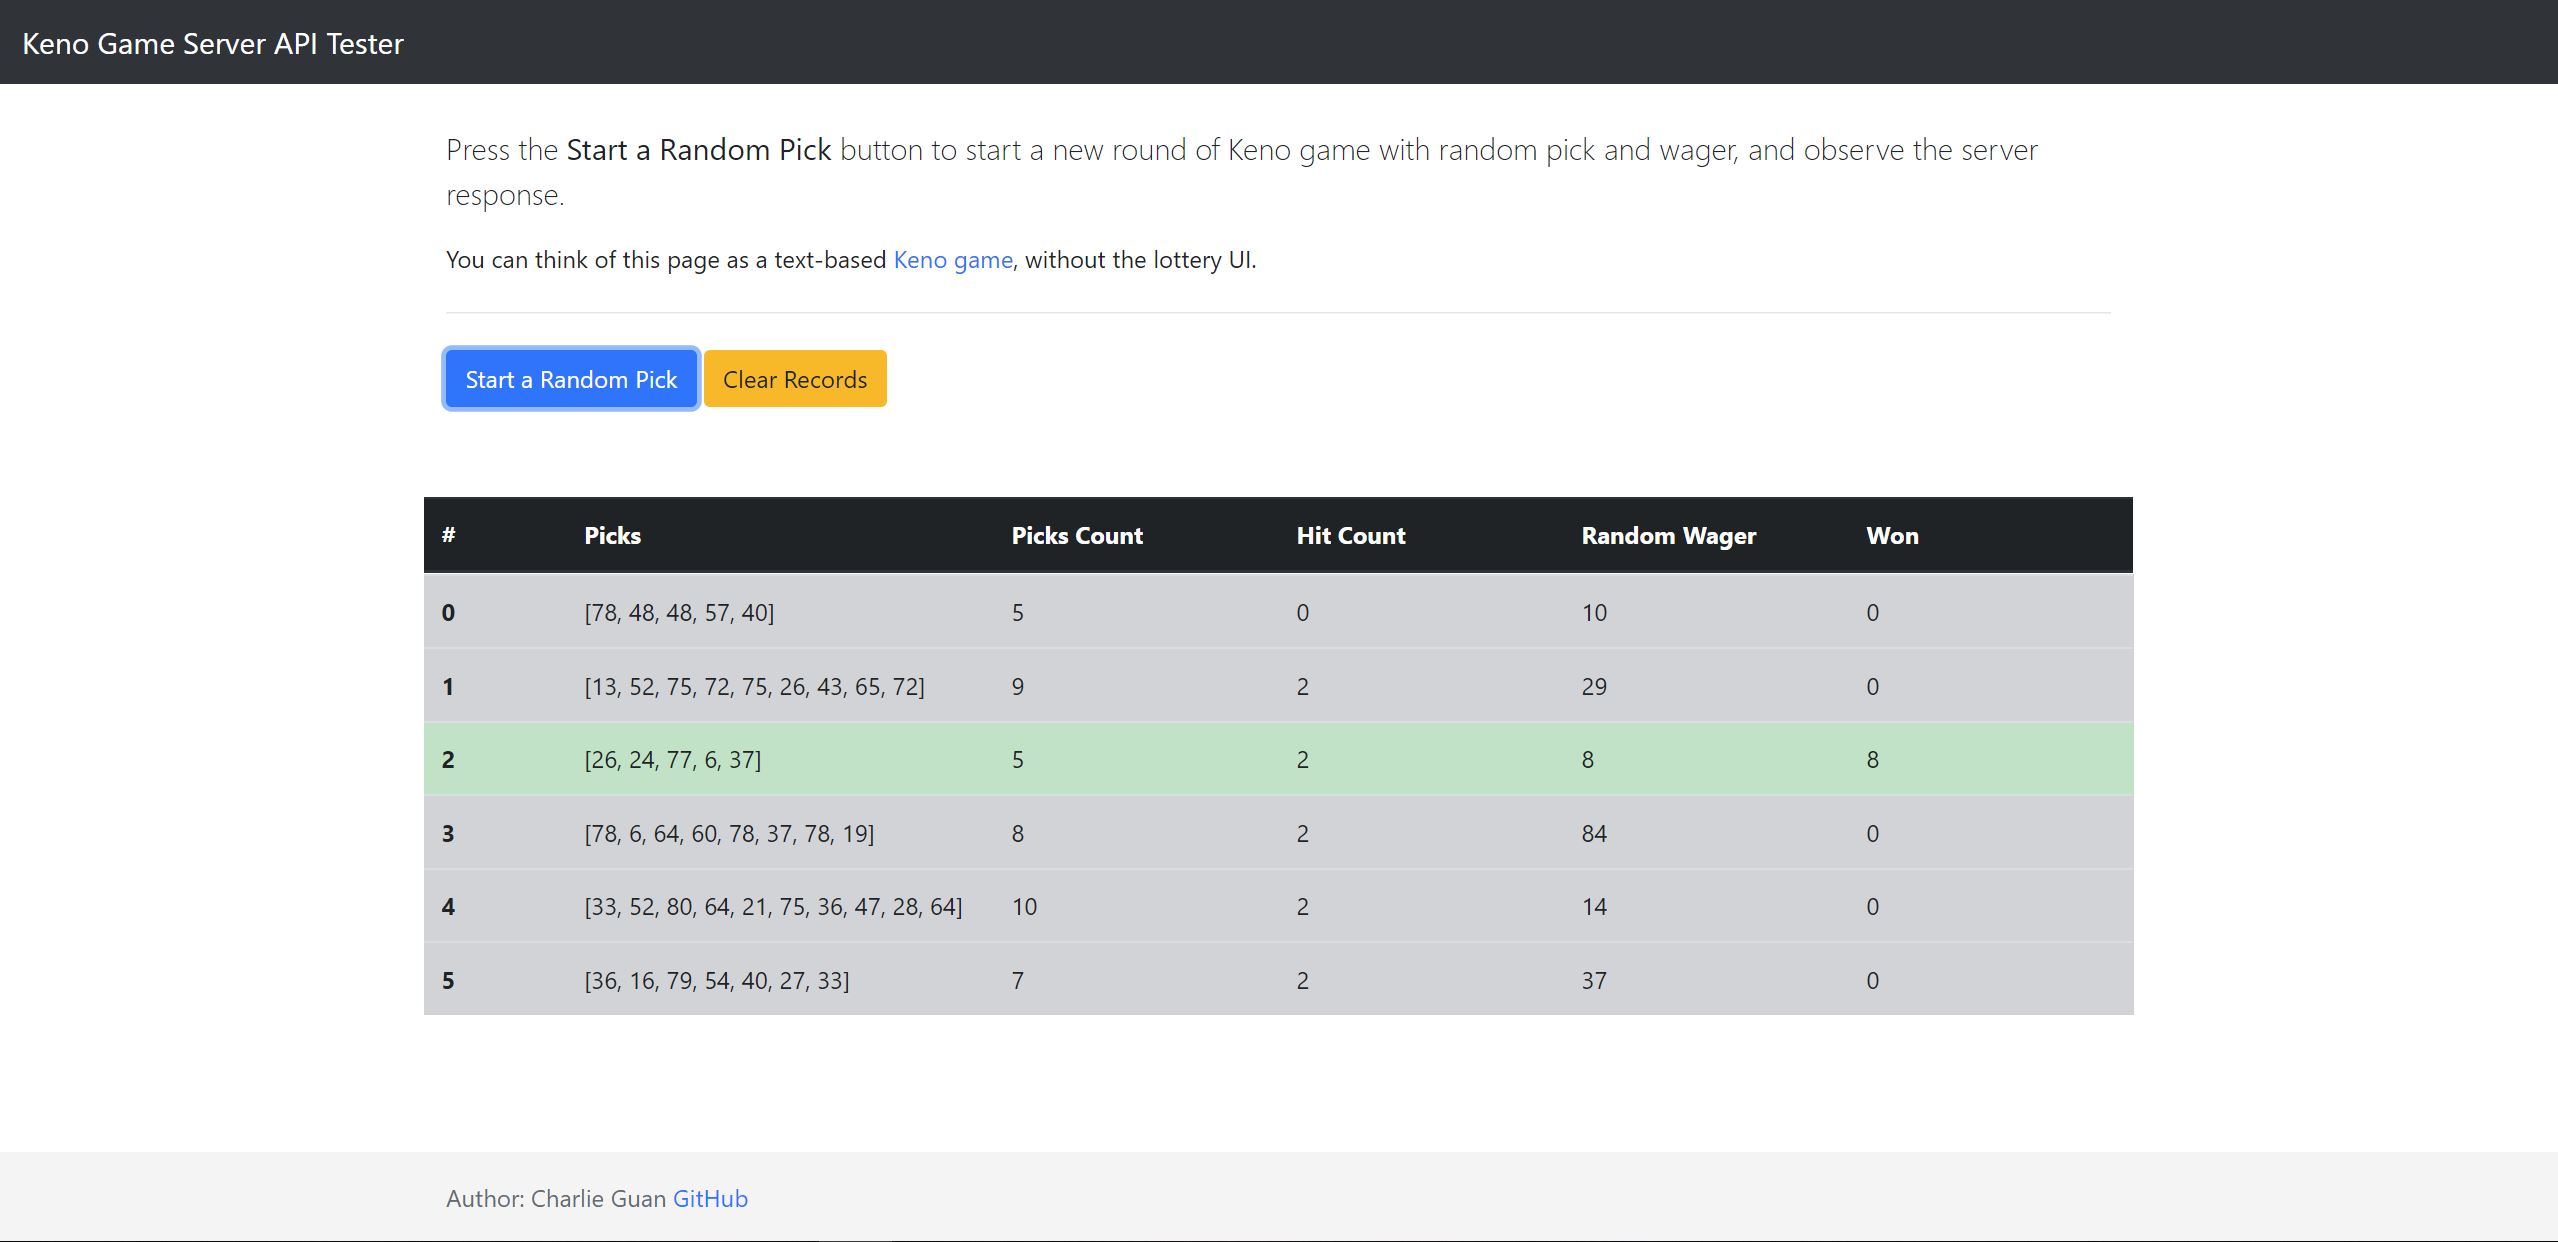 Keno Game Server API Tester
Press the Start a Random Pick button to start a new round of Keno game with random pick and wager, and observe the server
response.
You can think of this page as a text-based Keno game, without the lottery UI.
Start a Random Pick Clear Records
# Picks Picks Count Hit Count Random Wager Won
0 [78, 48, 48, 57, 40] 5 0 10 0
1 [13, 52, 75, 72, 75, 26, 43, 65, 72] 9 2 29 0
2 [26, 24, 77, 6, 37] 5 2 8 8
3 [78, 6, 64, 60, 78, 37, 78, 19] 8 2 84 0
4 [33, 52, 80, 64, 21, 75, 36, 47, 28, 64] 10 2 14 0
5 [36, 16, 79, 54, 40, 27, 33] 7 2 37 0
Author: Charlie Guan GitHub